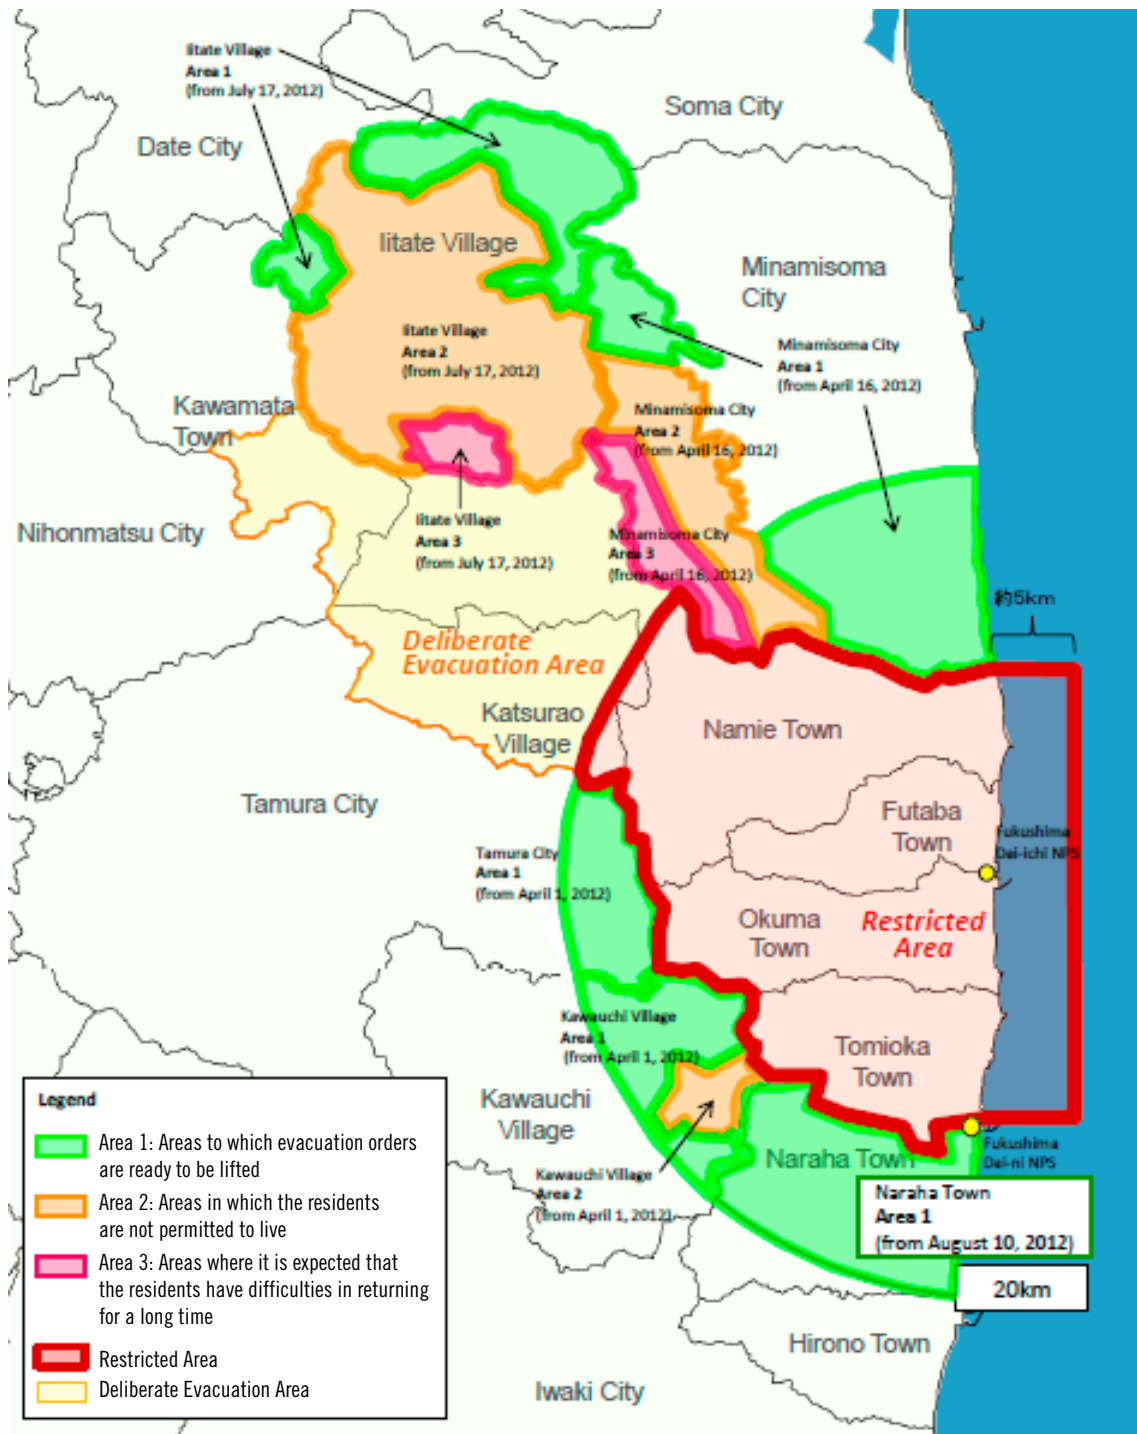 Iitate Village
Area 1
(from July 17, 2012)
Soma City
Date City
Iitate Village
Minamisoma
City
Iitate Village
Area 2
(from July 17, 2012)
Minamisoma City
Area 1
(from April 16, 2012)
Kawamata
Town
Minamisoma City
Area 2
(from April 16, 2012)
Nihonmatsu City
Iitate Village
Area 3
(from July 17, 2012)
Minamisoma City
Area 3
(from April 16, 2012)
約5km
Deliberate
Evacuation Area
Katsurao
Village
Namie Town
Tamura City
Futaba
Town
Fukushima
Dai-ichi NPS
Tamura City
Area 1
(from April 1, 2012)
Okuma
Town
Restricted
Area
Kawauchi Village
Area 1
(from April 1, 2012)
Tomioka
Town
Kawauchi
Village
Naraha Town
Fukushima
Dai-ni NPS
Kawauchi Village
Area 2
(from April 1, 2012)
Naraha Town
Area 1
(from August 10, 2012)
20km
Hirono Town
Iwaki City
Legend
Area 1: Areas to which evacuation orders
are ready to be lifted
Area 2: Areas in which the residents
are not permitted to live
Area 3: Areas where it is expected that
the residents have difficulties in returning
for a long time
Restricted Area
Deliberate Evacuation Area